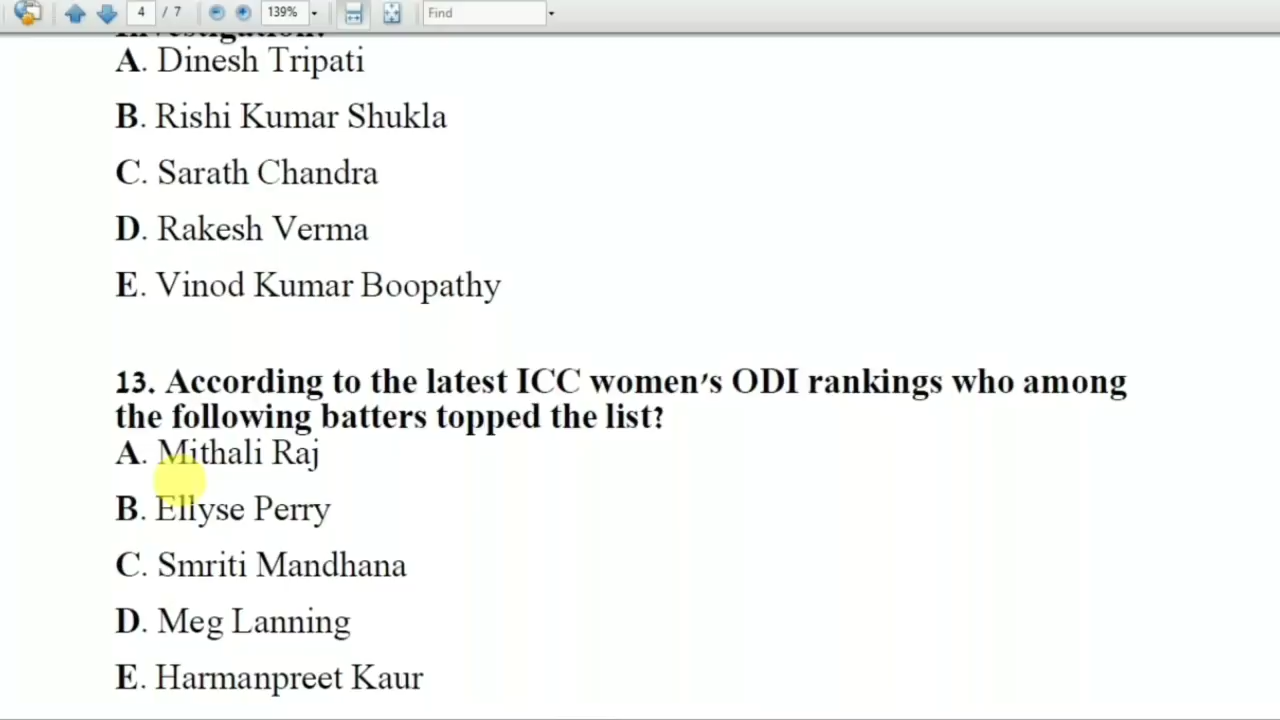 4 / 7 139% Find
Investigation?
A. Dinesh Tripati
B. Rishi Kumar Shukla
C. Sarath Chandra
D. Rakesh Verma
E. Vinod Kumar Boopathy
13. According to the latest ICC women's ODI rankings who among
the following batters topped the list?
A. Mithali Raj
B. Ellyse Perry
C. Smriti Mandhana
D. Meg Lanning
E. Harmanpreet Kaur